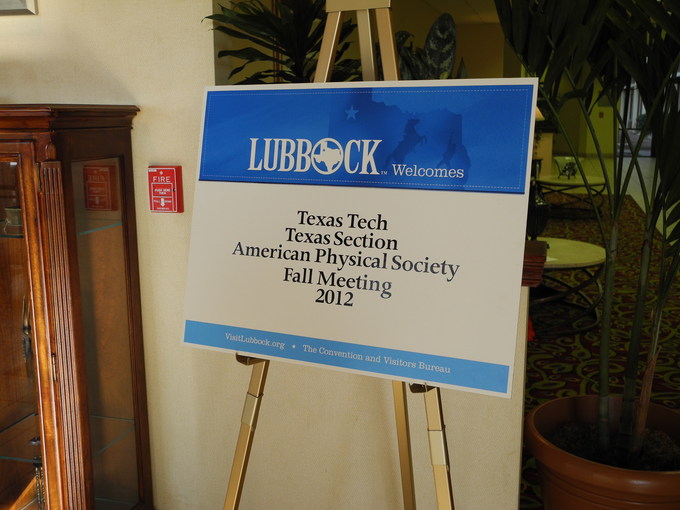 LUBBOCK™ Welcomes
Texas Tech
Texas Section
American Physical Society
Fall Meeting
2012
VisitLubbock.org ★ The Convention and Visitors Bureau
FIRE